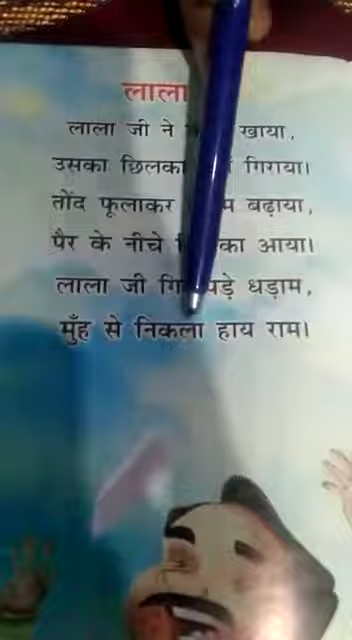 लाला
लाला जी ने खाया,
उसका छिलका गिराया।
तोंद फूलाकर बढ़ाया,
पैर के नीचे आया।
लाला जी पड़े धड़ाम,
मुँह से निकला हाय राम।